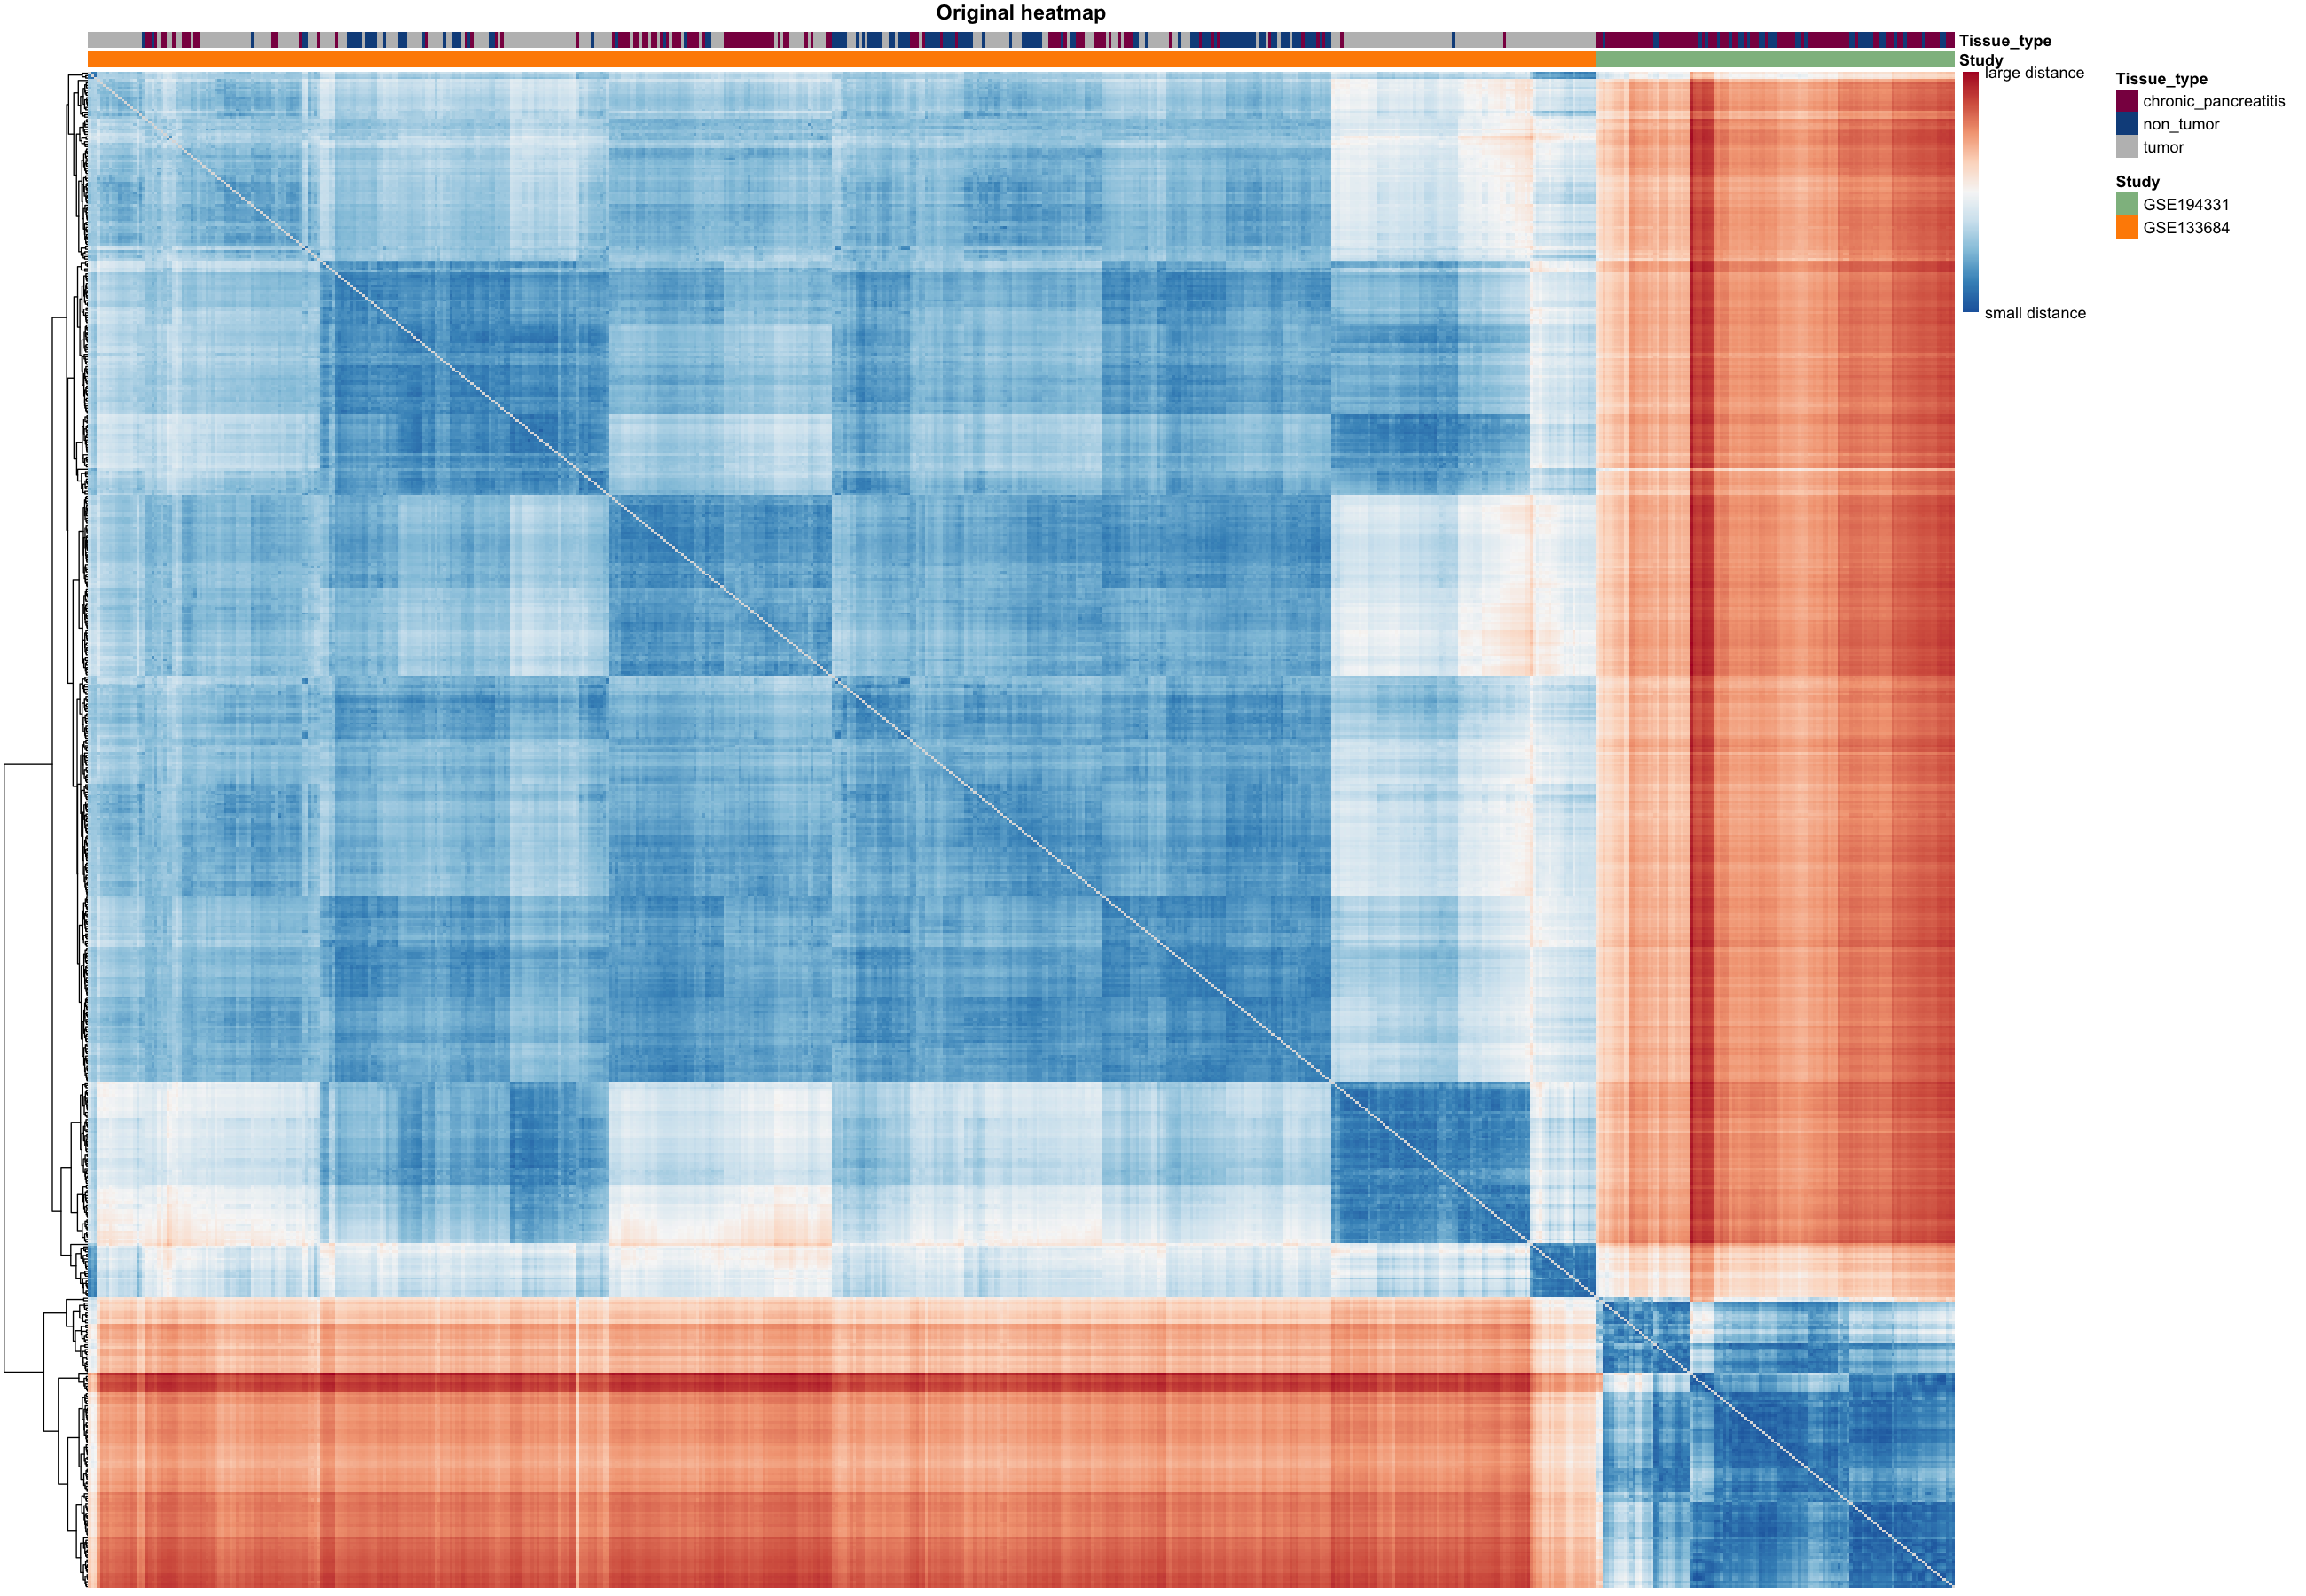 Original heatmap
Tissue_type
Study
large distance
small distance
Tissue_type
chronic_pancreatitis
non_tumor
tumor
Study
GSE194331
GSE133684